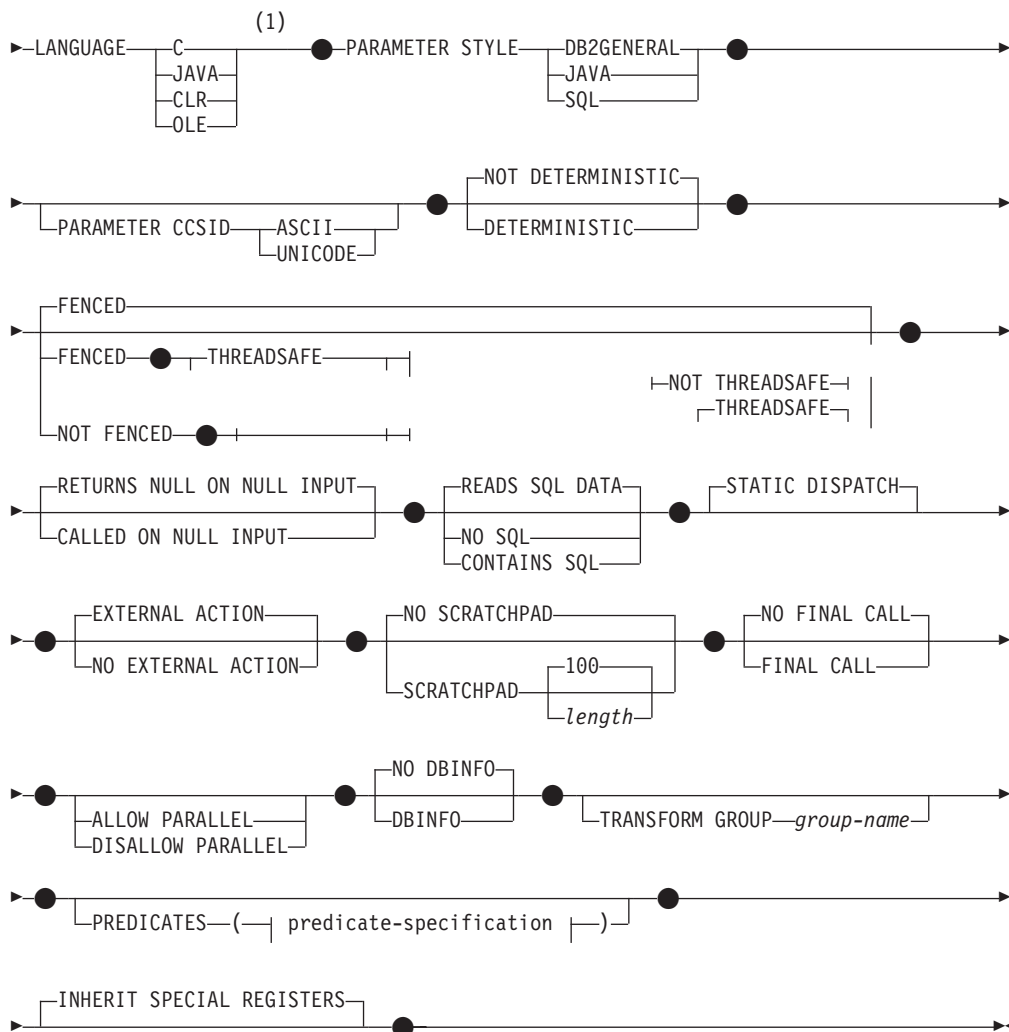 (1)
LANGUAGE C PARAMETER STYLE DB2GENERAL
JAVA JAVA
CLR SQL
OLE
NOT DETERMINISTIC
PARAMETER CCSID ASCII DETERMINISTIC
UNICODE
FENCED
FENCED THREADSAFE
NOT THREADSAFE
THREADSAFE
NOT FENCED
RETURNS NULL ON NULL INPUT READS SQL DATA STATIC DISPATCH
CALLED ON NULL INPUT NO SQL
CONTAINS SQL
EXTERNAL ACTION NO SCRATCHPAD NO FINAL CALL
NO EXTERNAL ACTION 100 FINAL CALL
SCRATCHPAD
length
NO DBINFO
ALLOW PARALLEL DBINFO TRANSFORM GROUP group-name
DISALLOW PARALLEL
PREDICATES ( predicate-specification )
INHERIT SPECIAL REGISTERS